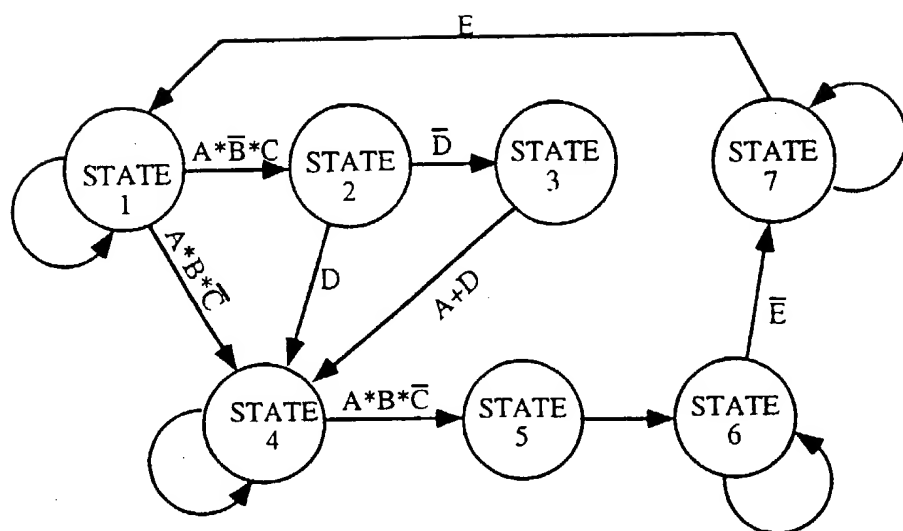 E
STATE
1
A*B̅*C
STATE
2
D̅
STATE
3
STATE
7
A*B*C̅
D
A+D
E̅
STATE
4
A*B*C̅
STATE
5
STATE
6